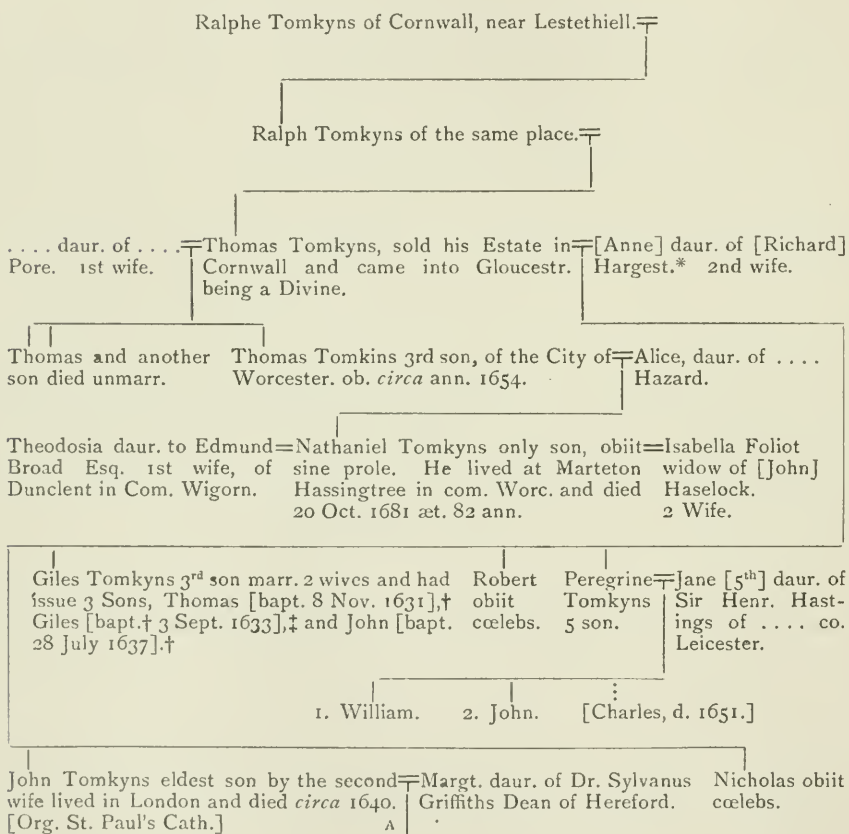 Ralphe Tomkyns of Cornwall, near Lestethiell.
Ralph Tomkyns of the same place.
. . . . daur. of . . . .
Pore. 1st wife.
Thomas Tomkyns, sold his Estate in
Cornwall and came into Gloucestr.
being a Divine.
[Anne] daur. of [Richard]
Hargest.* 2nd wife.
Thomas and another
son died unmarr.
Thomas Tomkins 3rd son, of the City of
Worcester. ob. circa ann. 1654.
Alice, daur. of . . . .
Hazard.
Theodosia daur. to Edmund
Broad Esq. 1st wife, of
Dunclent in Com. Wigorn.
Nathaniel Tomkyns only son, obiit
sine prole. He lived at Marteton
Hassingtree in com. Worc. and died
20 Oct. 1681 æt. 82 ann.
Isabella Foliot
widow of [John]
Haselock.
2 Wife.
Giles Tomkyns 3rd son marr. 2 wives and had
issue 3 Sons, Thomas [bapt. 8 Nov. 1631],†
Giles [bapt.† 3 Sept. 1633],‡ and John [bapt.
28 July 1637].†
Robert
obiit
cœlebs.
Peregrine
Tomkyns
5 son.
Jane [5th] daur. of
Sir Henr. Hast-
ings of . . . . co.
Leicester.
1. William.
2. John.
[Charles, d. 1651.]
John Tomkyns eldest son by the second
wife lived in London and died circa 1640.
[Org. St. Paul's Cath.]
A
Margt. daur. of Dr. Sylvanus
Griffiths Dean of Hereford.
Nicholas obiit
cœlebs.